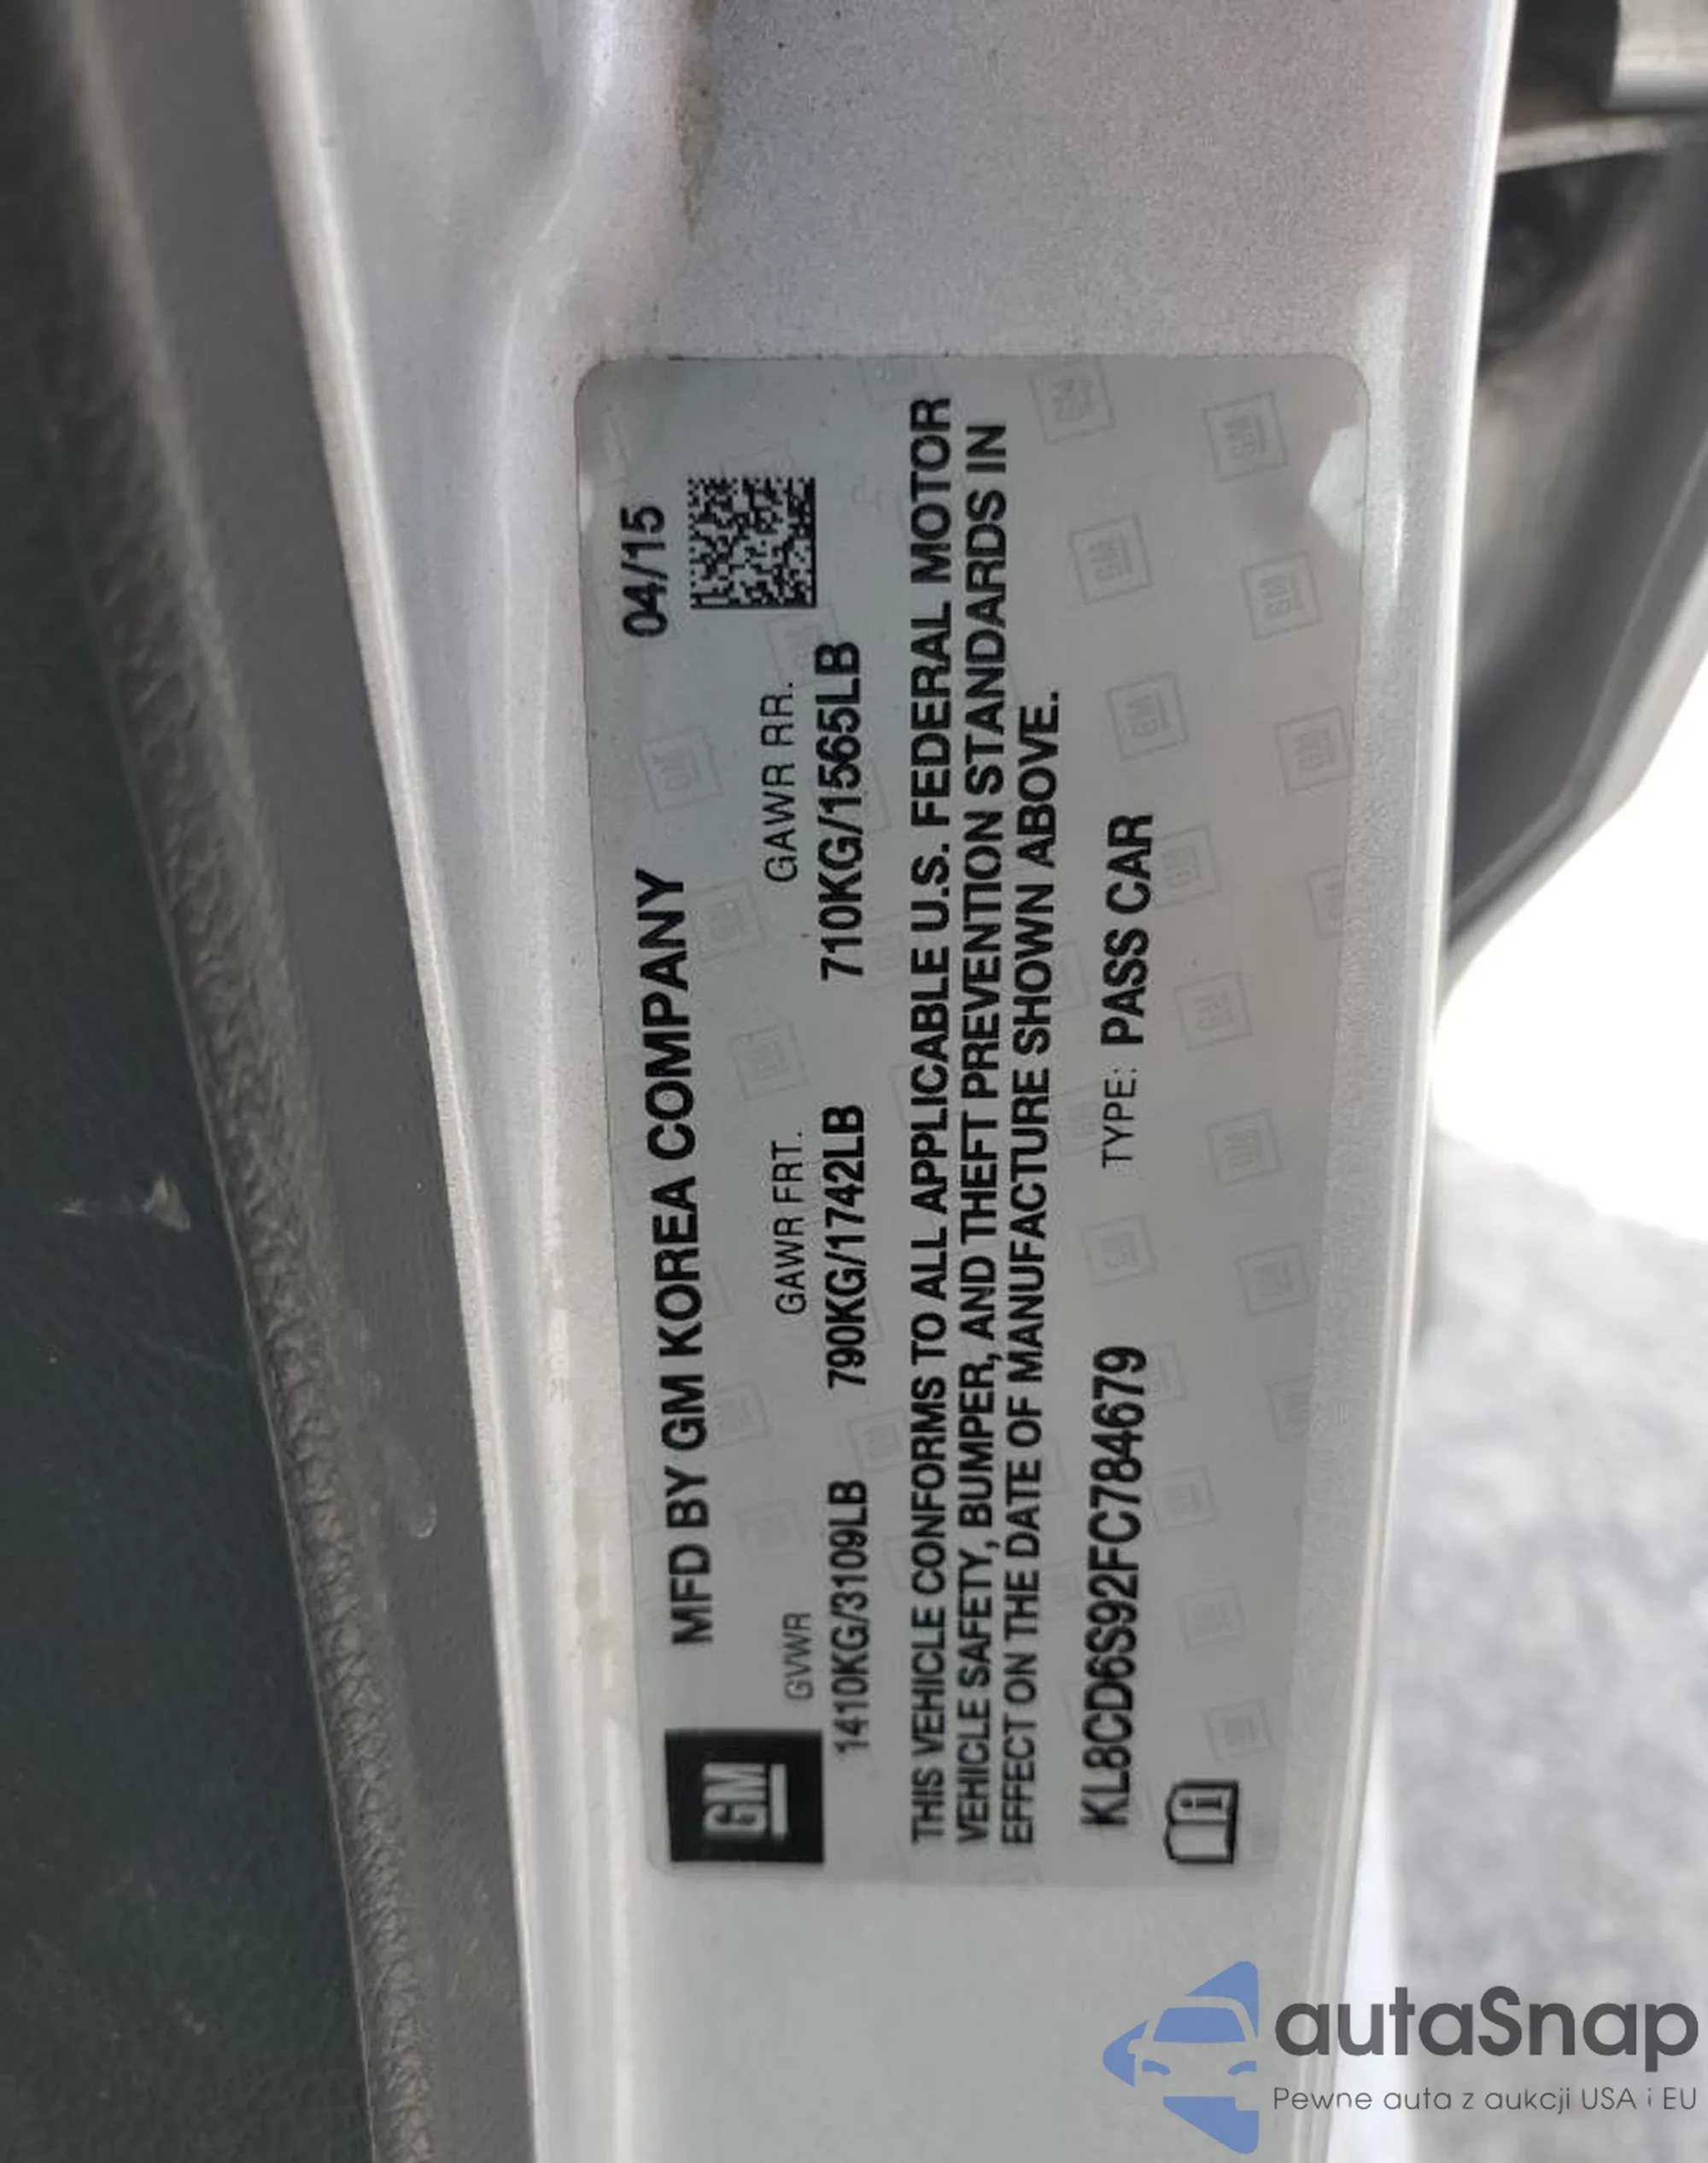 MFD BY GM KOREA COMPANY 04/15
GM
GVWR GAWR FRT. GAWR RR.
1410KG/3109LB 790KG/1742LB 710KG/1565LB
THIS VEHICLE CONFORMS TO ALL APPLICABLE U.S. FEDERAL MOTOR
VEHICLE SAFETY, BUMPER, AND THEFT PREVENTION STANDARDS IN
EFFECT ON THE DATE OF MANUFACTURE SHOWN ABOVE.
KL8CD6S92FC784679 TYPE: PASS CAR
autaSnap
Pewne auta z aukcji USA i EU